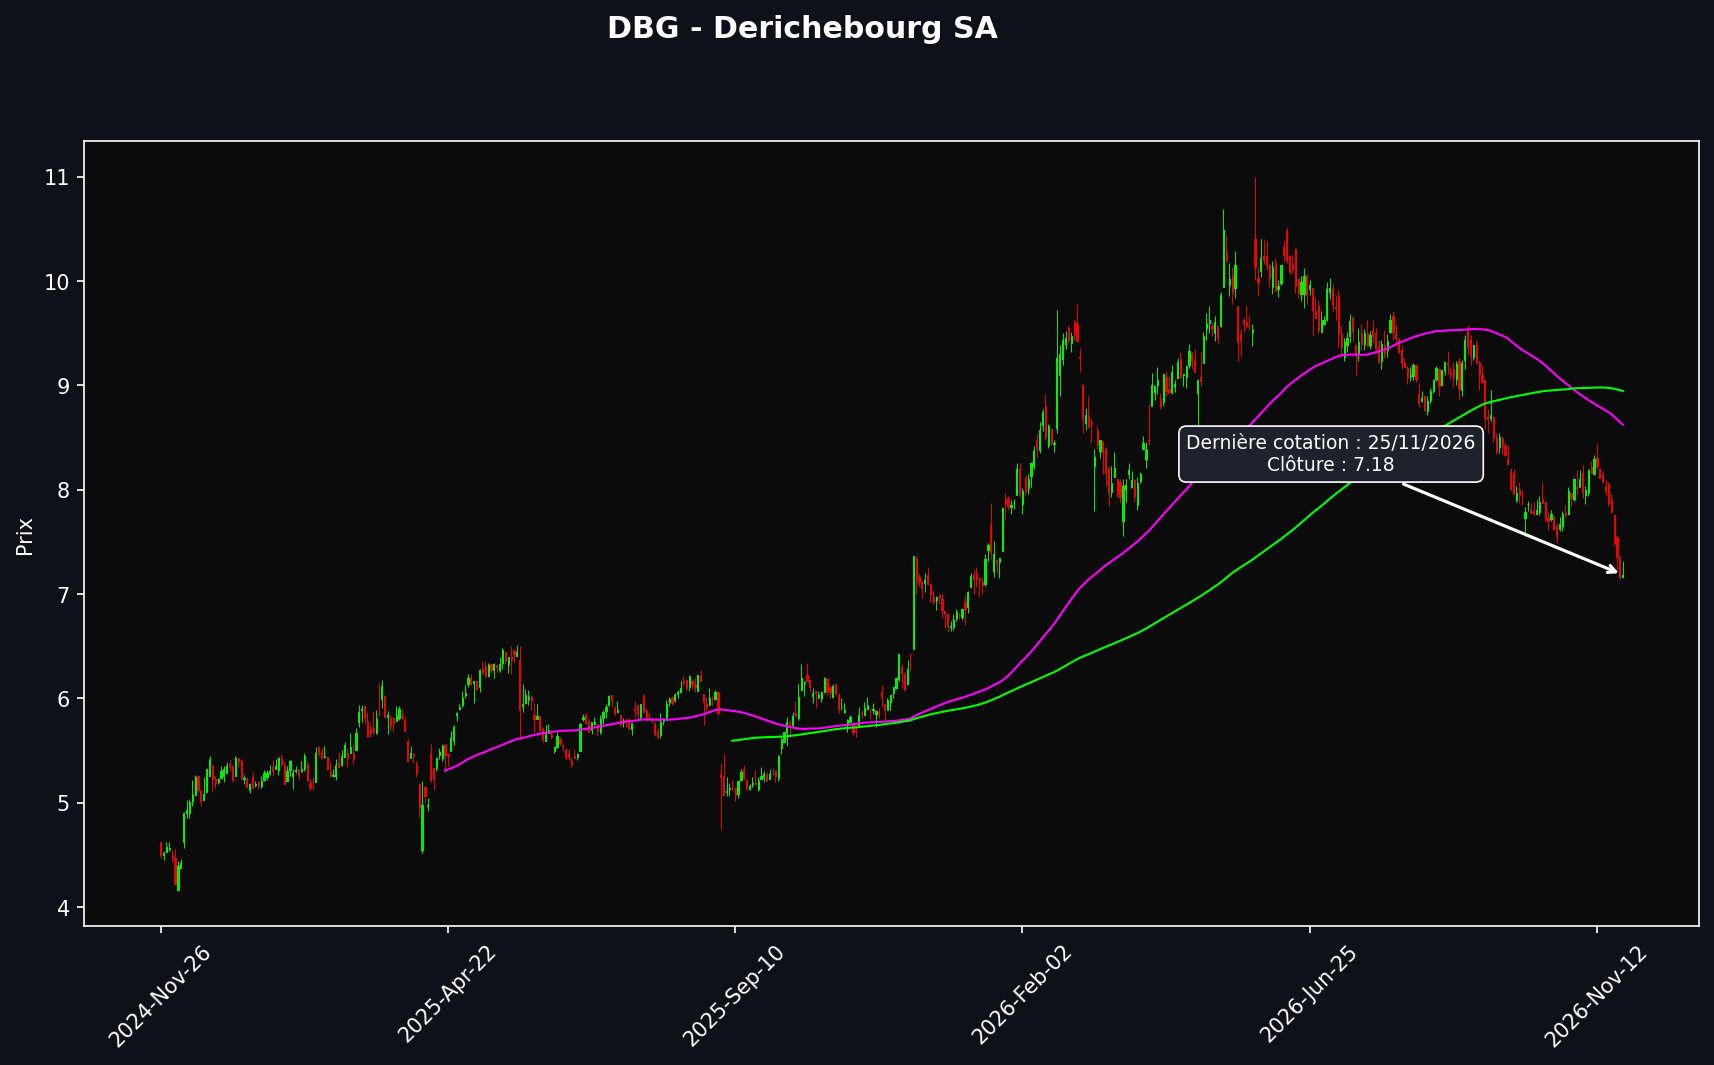 DBG - Derichebourg SA
Prix
11
10
9
8
7
6
5
4
Dernière cotation : 25/11/2026
Clôture : 7.18
2024-Nov-26
2025-Apr-22
2025-Sep-10
2026-Feb-02
2026-Jun-25
2026-Nov-12